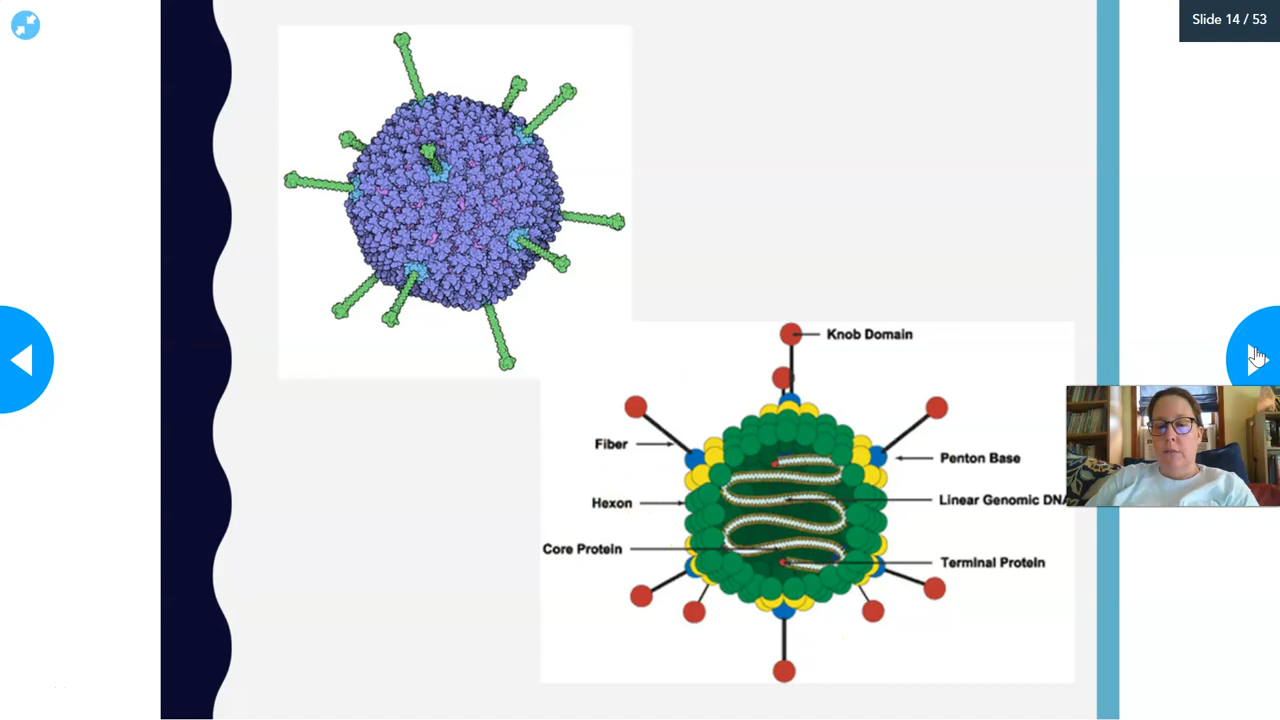 Slide 14 / 53
Knob Domain
Fiber
Penton Base
Hexon
Linear Genomic DN
Core Protein
Terminal Protein